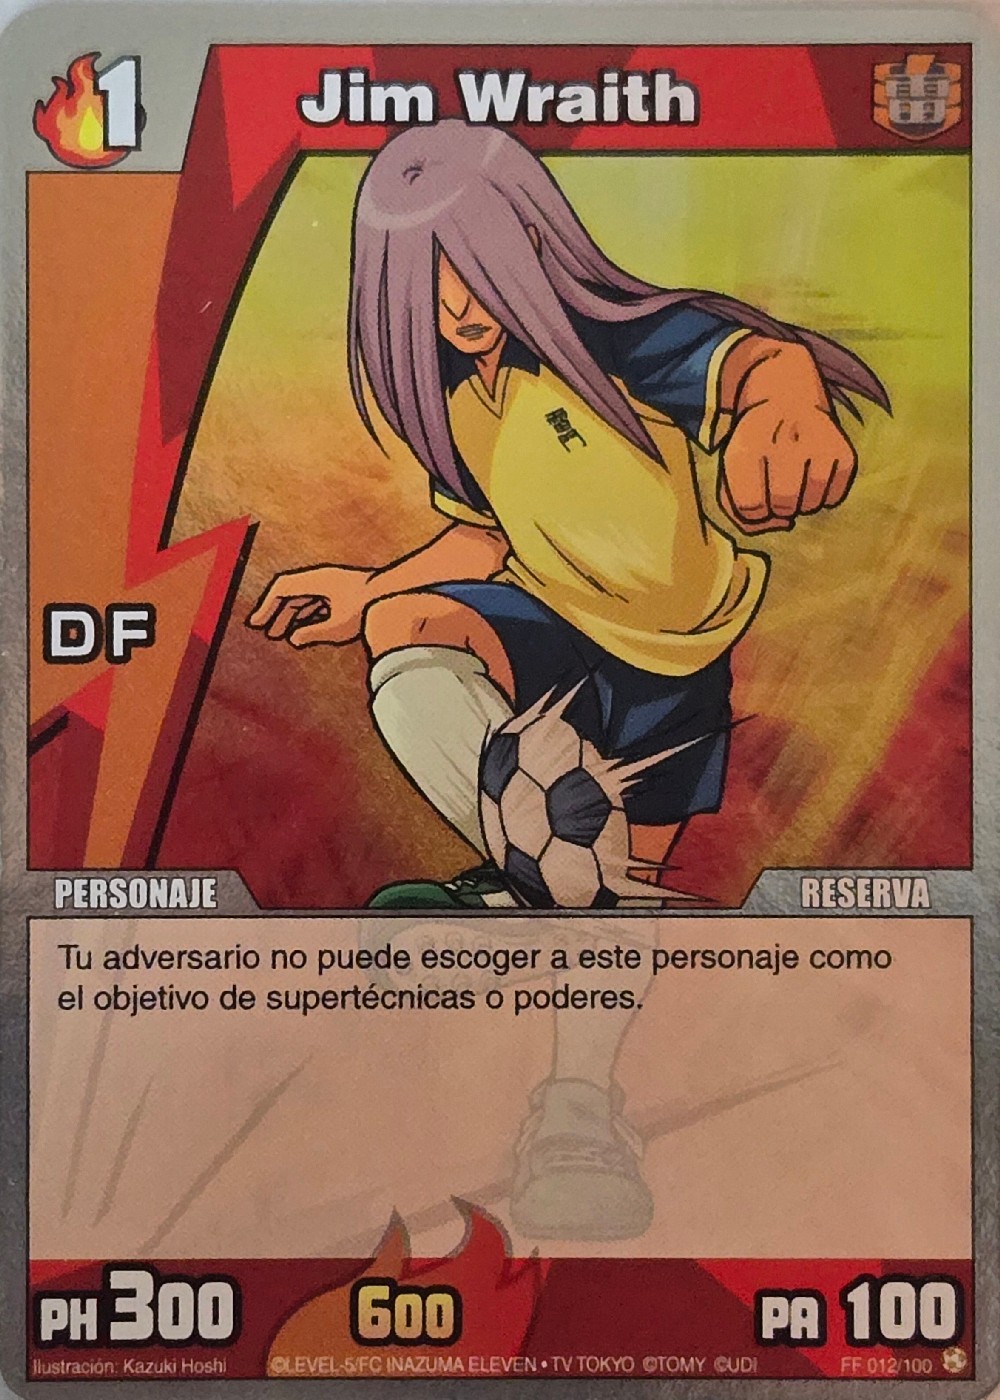 1
Jim Wraith
DF
PERSONAJE
RESERVA
Tu adversario no puede escoger a este personaje como
el objetivo de supertécnicas o poderes.
PH 300
600
PA 100
Ilustración: Kazuki Hoshi
©LEVEL-5/FC INAZUMA ELEVEN • TV TOKYO ©TOMY ©UDI
FF 012/100